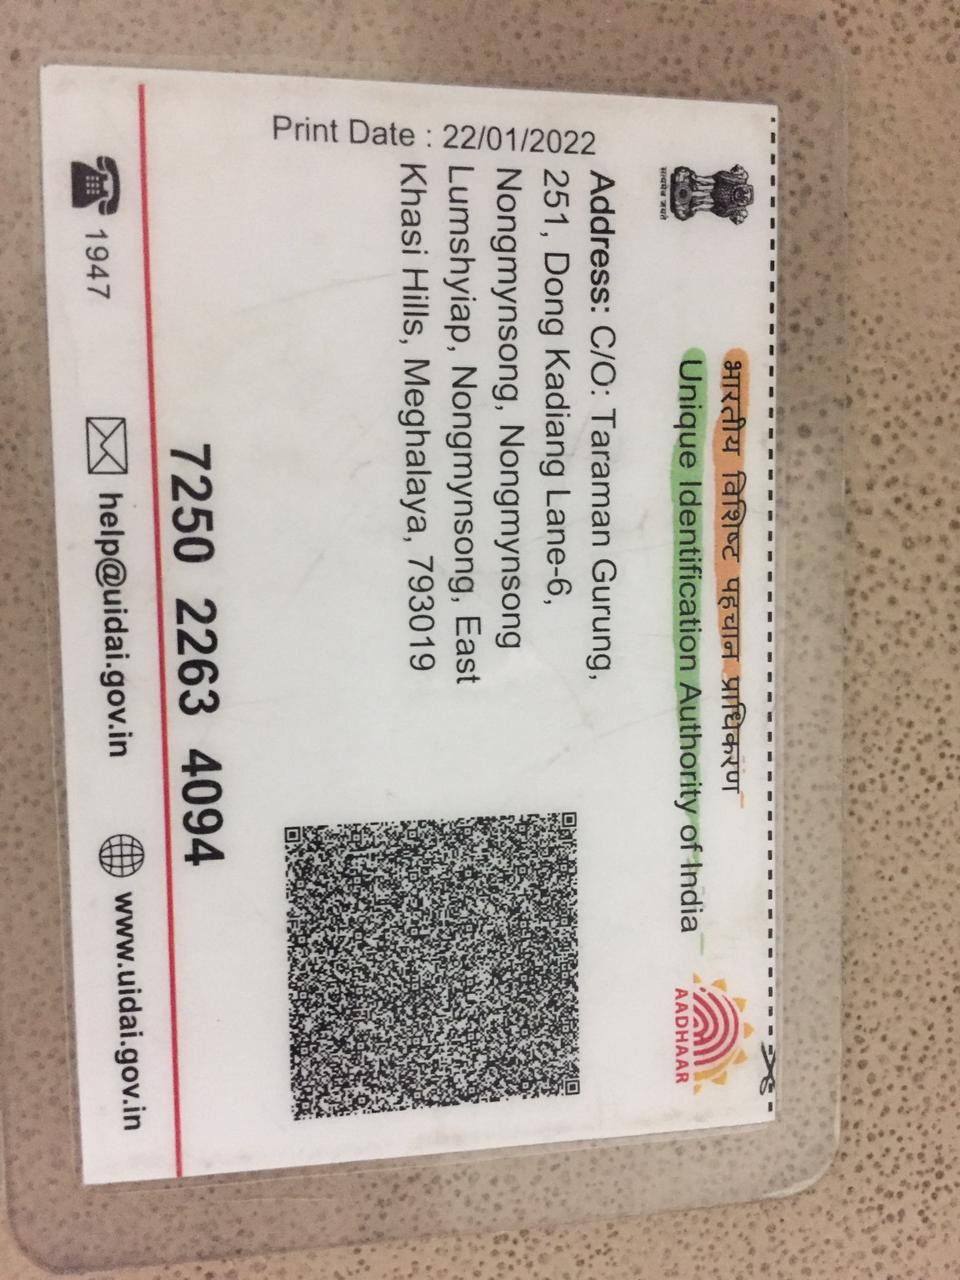 भारतीय विशिष्ट पहचान प्राधिकरण
Unique Identification Authority of India
सत्यमेव जयते
AADHAAR
Print Date : 22/01/2022
Address: C/O: Taraman Gurung,
251, Dong Kadiang Lane-6,
Nongmynsong, Nongmynsong
Lumshyiap, Nongmynsong, East
Khasi Hills, Meghalaya, 793019
7250 2263 4094
1947
help@uidai.gov.in
www.uidai.gov.in